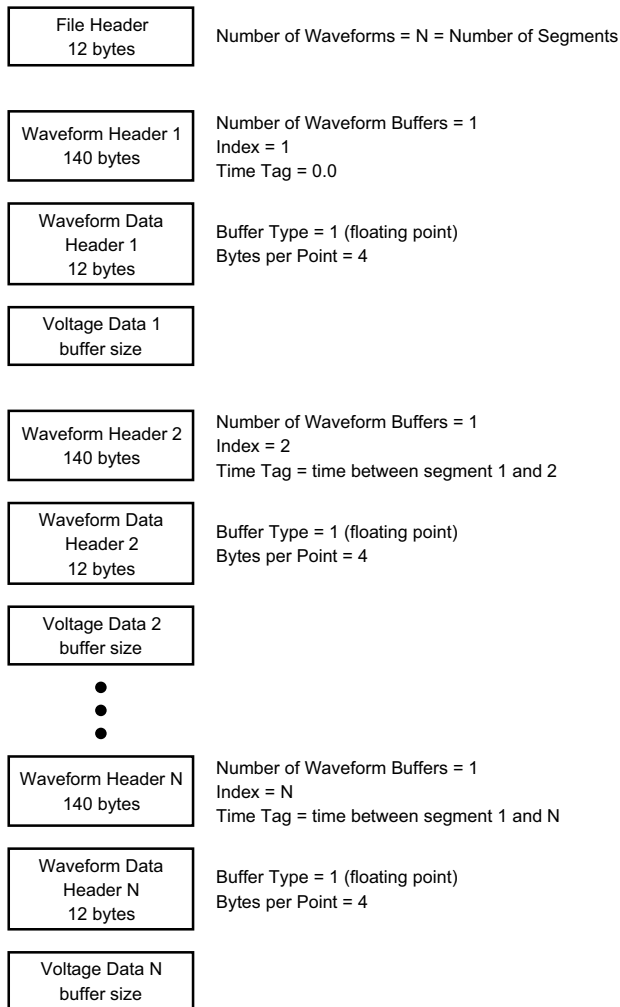 File Header
12 bytes
Number of Waveforms = N = Number of Segments
Waveform Header 1
140 bytes
Number of Waveform Buffers = 1
Index = 1
Time Tag = 0.0
Waveform Data
Header 1
12 bytes
Buffer Type = 1 (floating point)
Bytes per Point = 4
Voltage Data 1
buffer size
Waveform Header 2
140 bytes
Number of Waveform Buffers = 1
Index = 2
Time Tag = time between segment 1 and 2
Waveform Data
Header 2
12 bytes
Buffer Type = 1 (floating point)
Bytes per Point = 4
Voltage Data 2
buffer size
Waveform Header N
140 bytes
Number of Waveform Buffers = 1
Index = N
Time Tag = time between segment 1 and N
Waveform Data
Header N
12 bytes
Buffer Type = 1 (floating point)
Bytes per Point = 4
Voltage Data N
buffer size